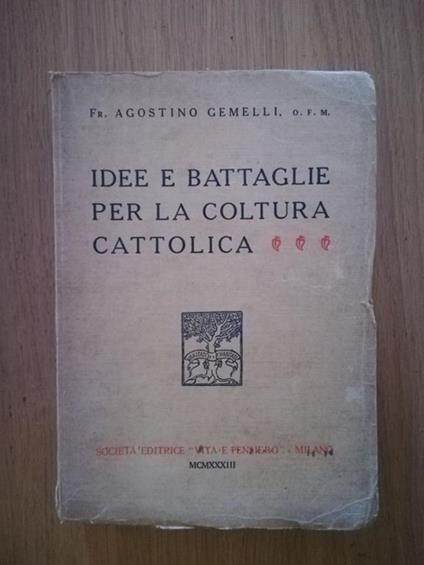 Fr. AGOSTINO GEMELLI, O. F. M.
IDEE E BATTAGLIE
PER LA COLTURA
CATTOLICA
SOCIETÀ EDITRICE "VITA E PENSIERO" - MILANO
MCMXXXIII